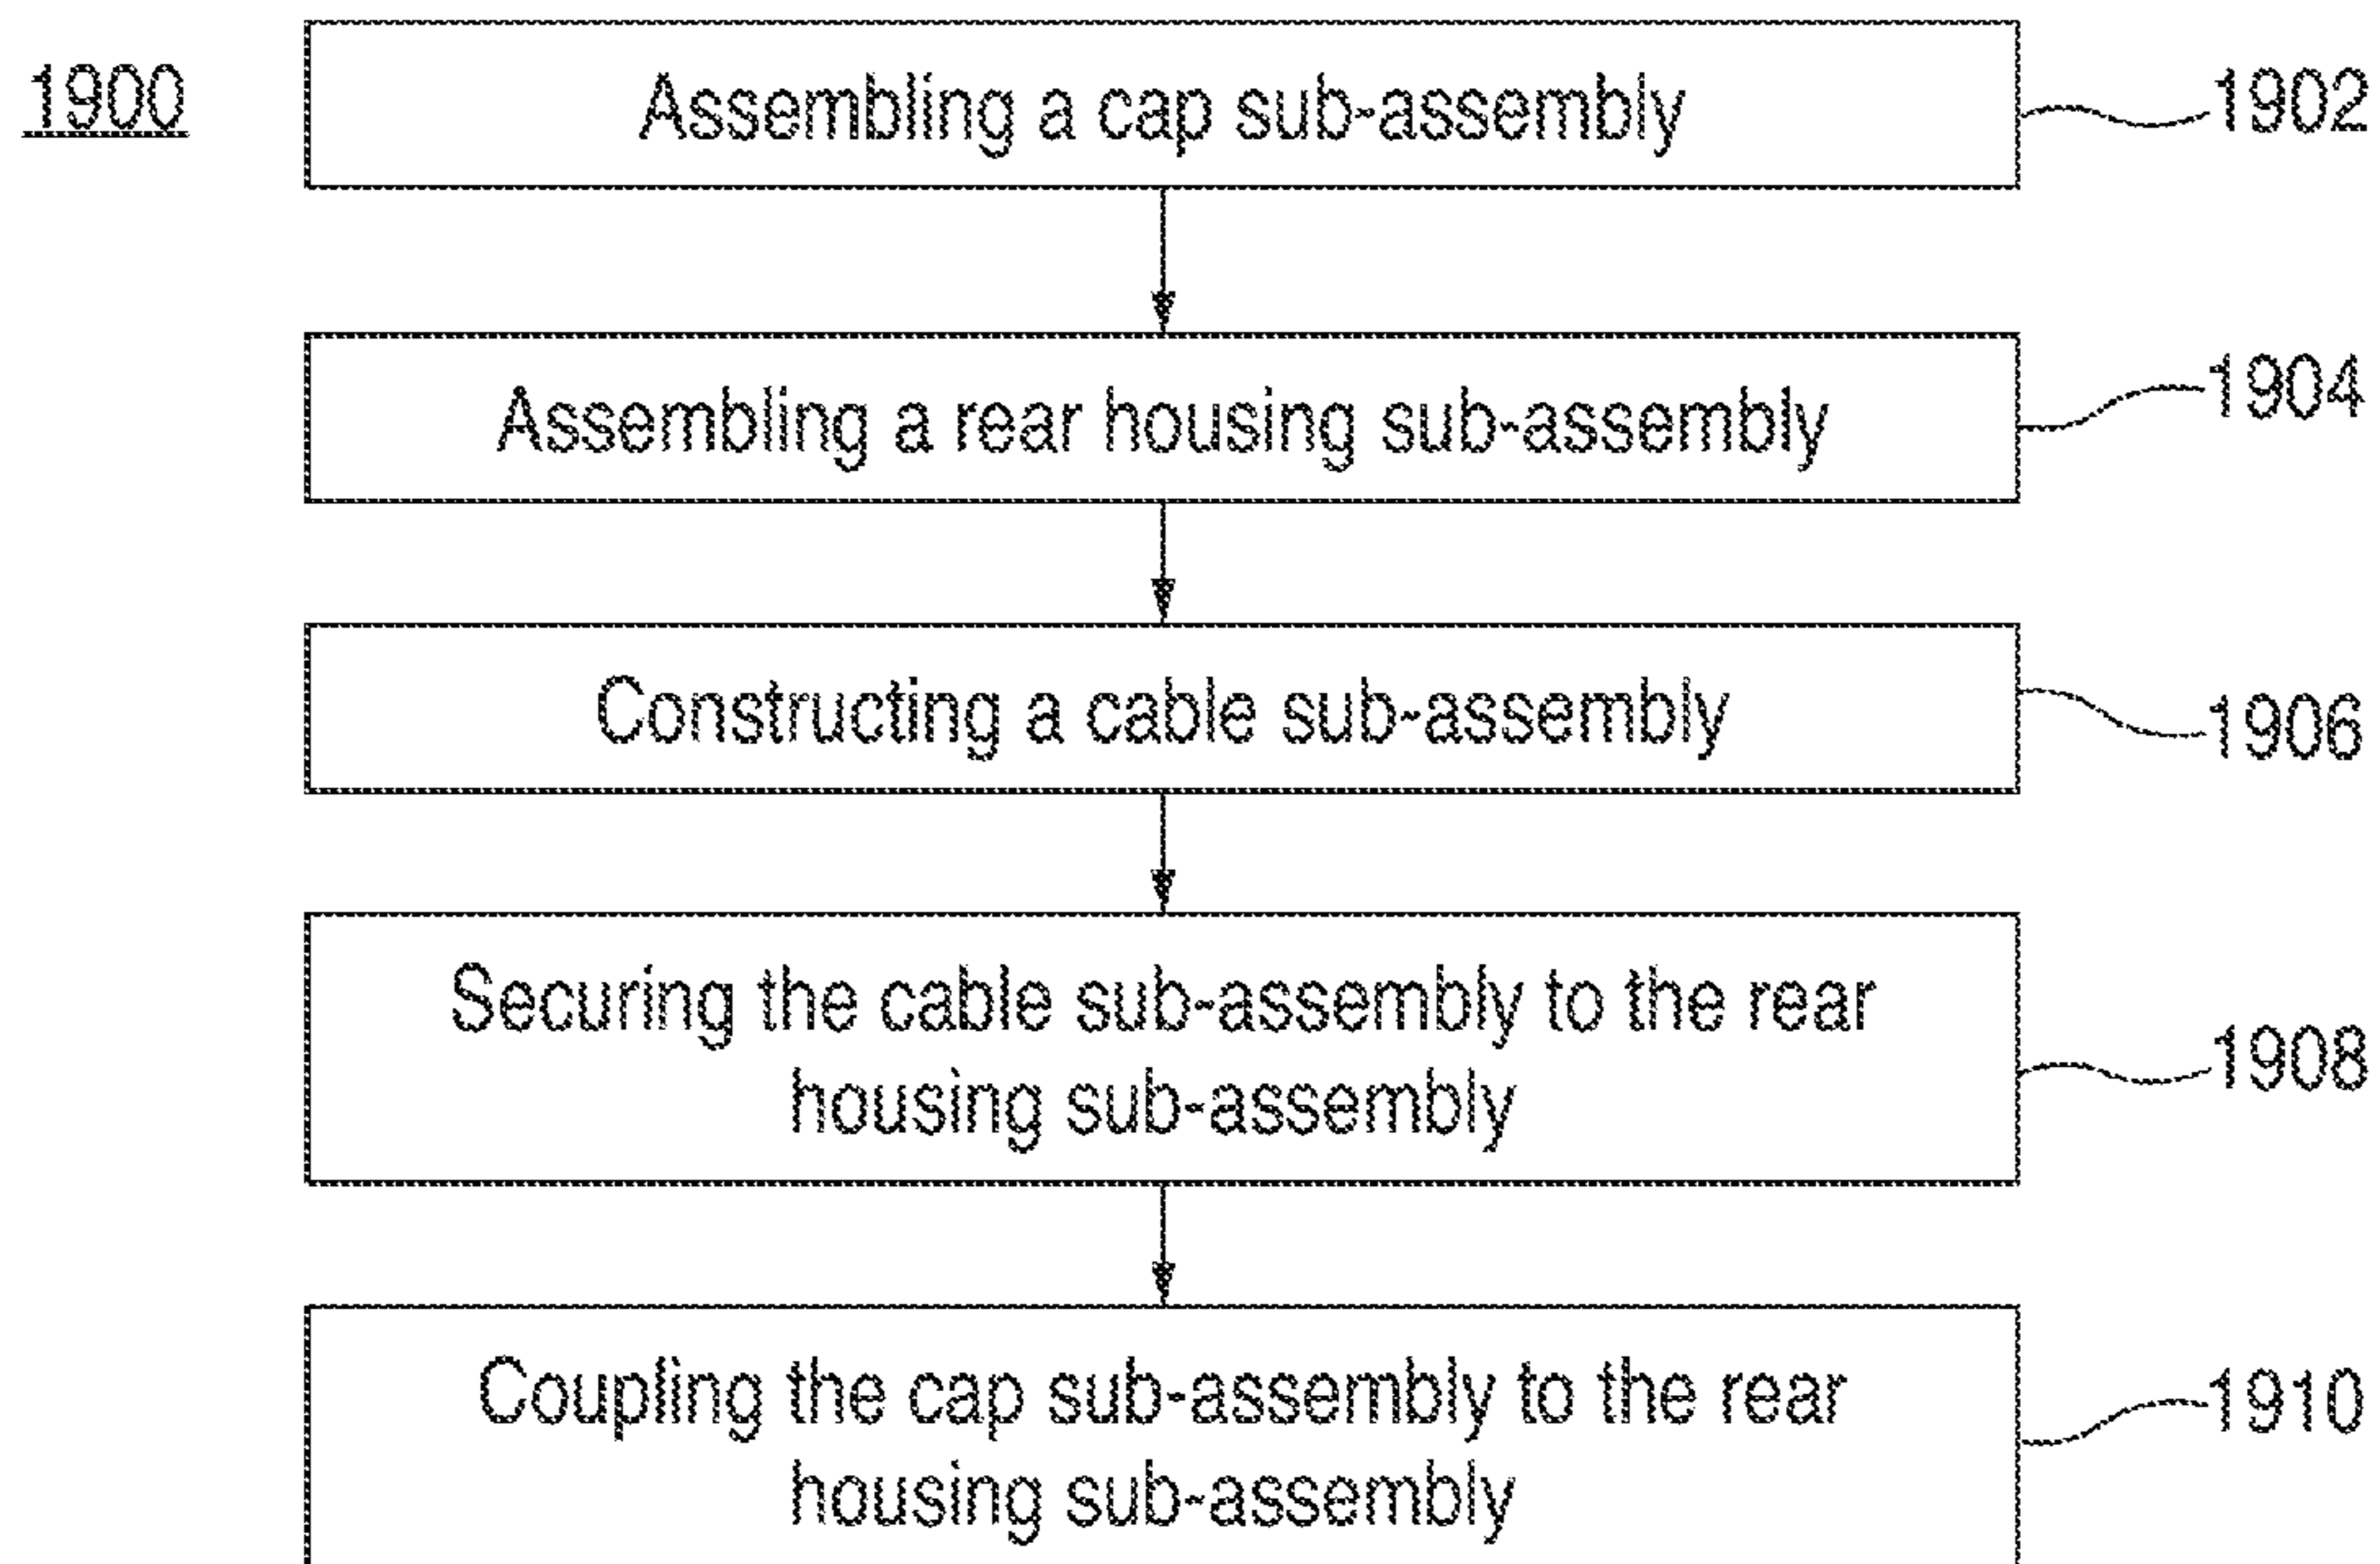 1900
Assembling a cap sub-assembly
1902
Assembling a rear housing sub-assembly
1904
Constructing a cable sub-assembly
1906
Securing the cable sub-assembly to the rear
housing sub-assembly
1908
Coupling the cap sub-assembly to the rear
housing sub-assembly
1910